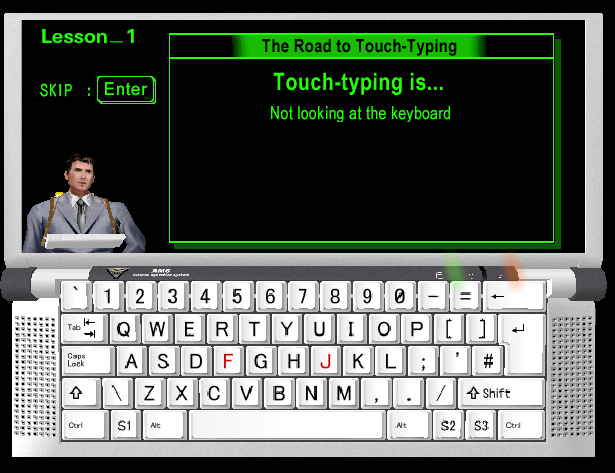 Lesson_1
The Road to Touch-Typing
SKIP : Enter
Touch-typing is...
Not looking at the keyboard
` 1 2 3 4 5 6 7 8 9 0 - = ←
Tab Q W E R T Y U I O P [ ]
Caps Lock A S D F G H J K L ; ' #
\ Z X C V B N M , . / Shift
Ctrl S1 Alt Alt S2 S3 Ctrl